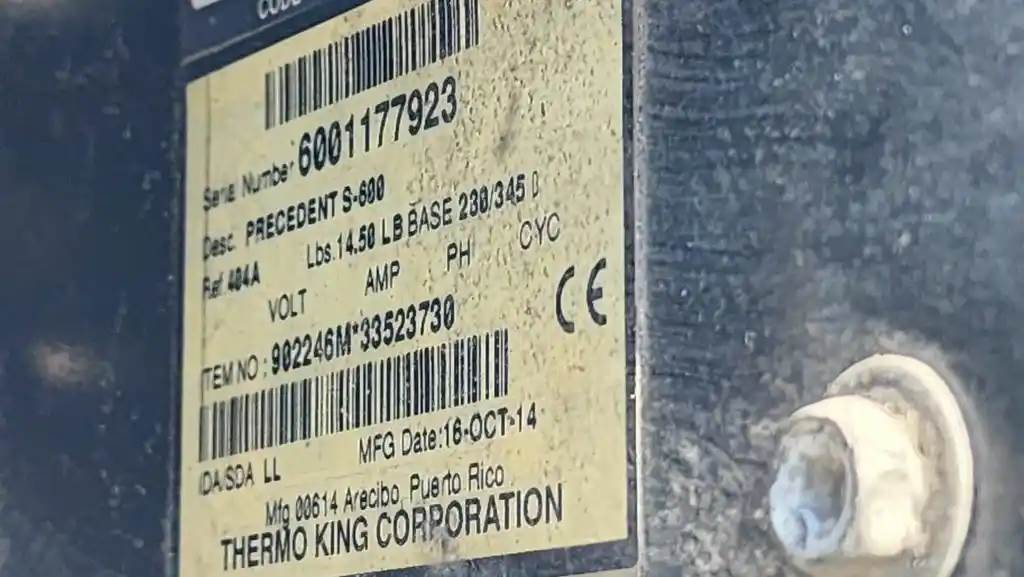 CODE
Serial Number 6001177923
Desc. PRECEDENT S-600
Ref 404A Lbs. 14.50 LB BASE 230/345
VOLT AMP PH CYC
CE
ITEM NO : 902246M*33523730
IDA/SDA LL MFG Date:16-OCT-14
Mfg 00614 Arecibo, Puerto Rico
THERMO KING CORPORATION